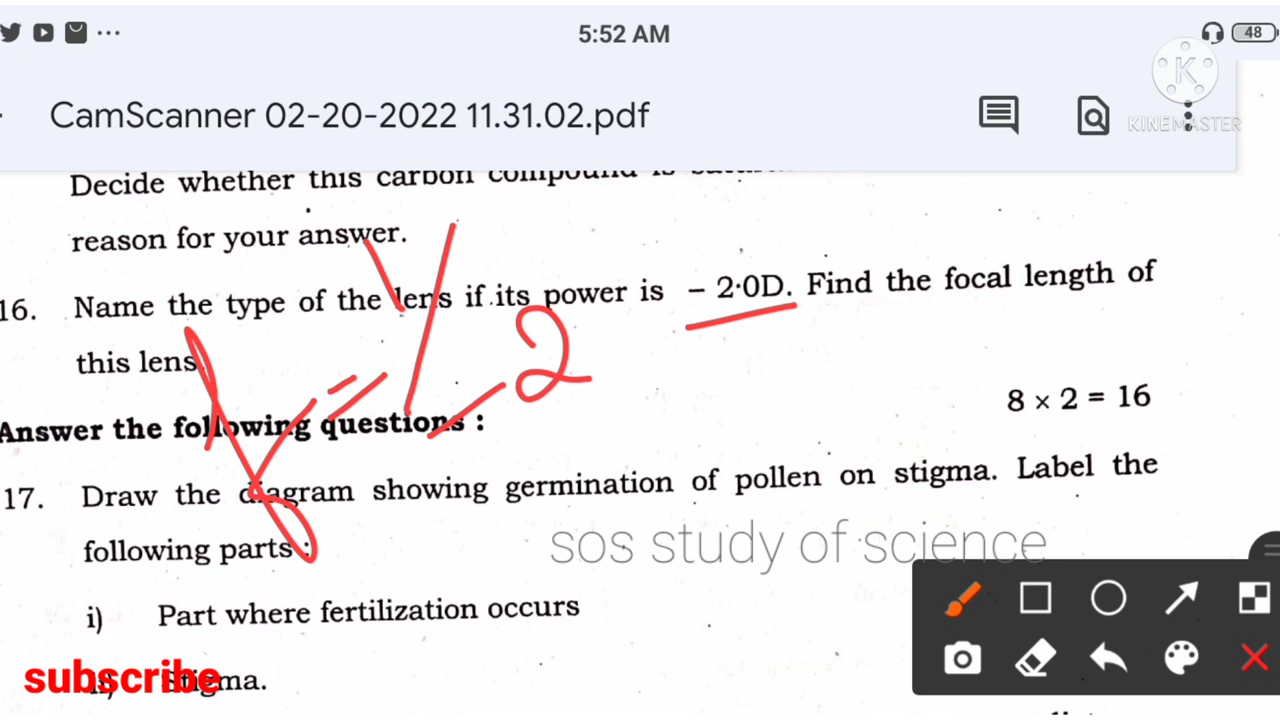 5:52 AM
48
CamScanner 02-20-2022 11.31.02.pdf
K
KINEMASTER
Decide whether this carbon compound is
reason for your answer.
16. Name the type of the lens if its power is – 2·0D. Find the focal length of
this lens.
f = 1/-2
8 × 2 = 16
Answer the following questions :
17. Draw the diagram showing germination of pollen on stigma. Label the
following parts :
sos study of science
i) Part where fertilization occurs
subscribe
ii) Stigma.